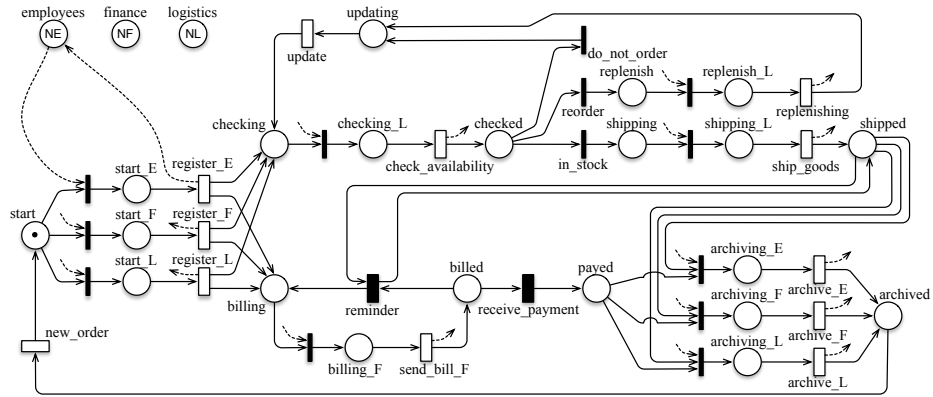 employees finance logistics
NE NF NL
updating
update
do_not_order
replenish replenish_L
reorder replenishing
checking checking_L checked shipping shipping_L shipped
check_availability in_stock ship_goods
start_E register_E
start start_F register_F
start_L register_L
billing reminder billed receive_payment payed
archiving_E
archive_E
archiving_F archived
archive_F
archiving_L
archive_L
new_order
billing_F send_bill_F